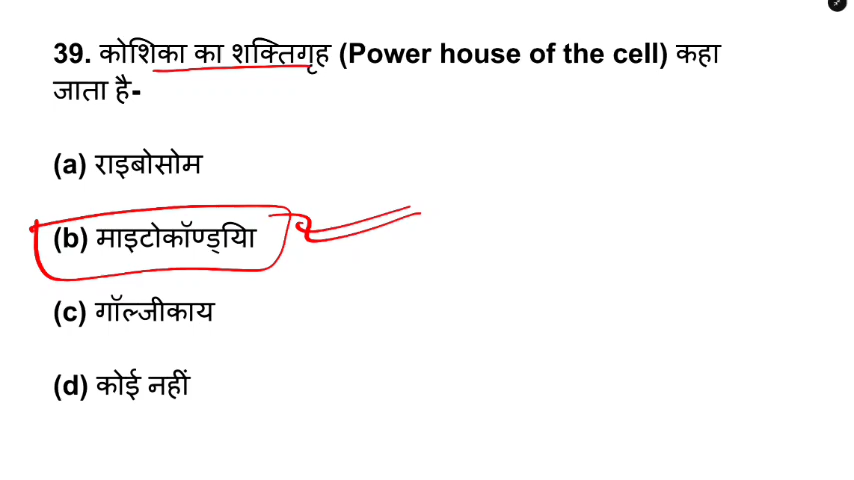 39. कोशिका का शक्तिगृह (Power house of the cell) कहा
जाता है-
(a) राइबोसोम
(b) माइटोकॉण्ड्यिा
(c) गॉल्जीकाय
(d) कोई नहीं